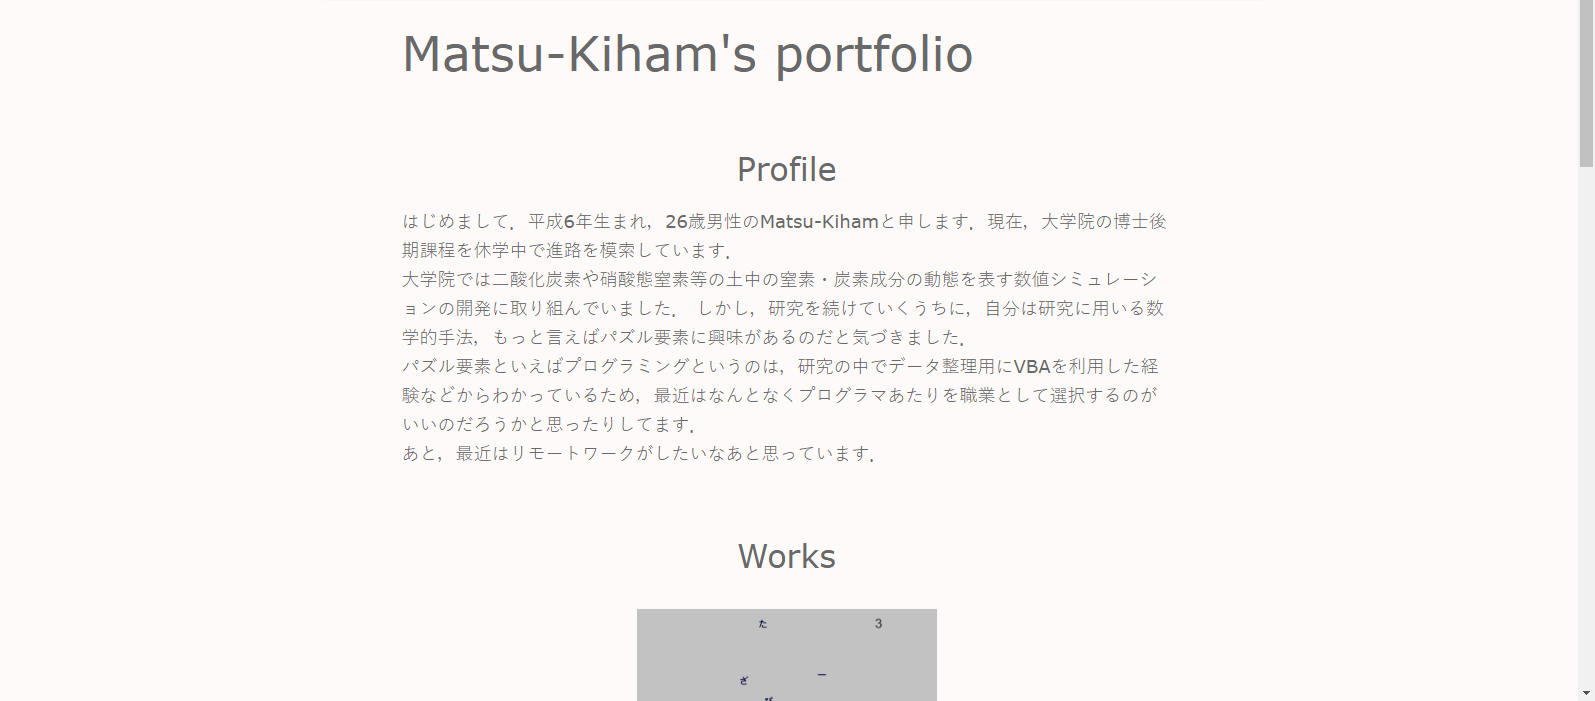 Matsu-Kiham's portfolio
Profile
はじめまして．平成6年生まれ，26歳男性のMatsu-Kihamと申します．現在，大学院の博士後
期課程を休学中で進路を模索しています．
大学院では二酸化炭素や硝酸態窒素等の土中の窒素・炭素成分の動態を表す数値シミュレーシ
ョンの開発に取り組んでいました． しかし，研究を続けていくうちに，自分は研究に用いる数
学的手法，もっと言えばパズル要素に興味があるのだと気づきました．
パズル要素といえばプログラミングというのは，研究の中でデータ整理用にVBAを利用した経
験などからわかっているため，最近はなんとなくプログラマあたりを職業として選択するのが
いいのだろうかと思ったりしてます．
あと，最近はリモートワークがしたいなあと思っています．
Works
た 3
ー
ざ